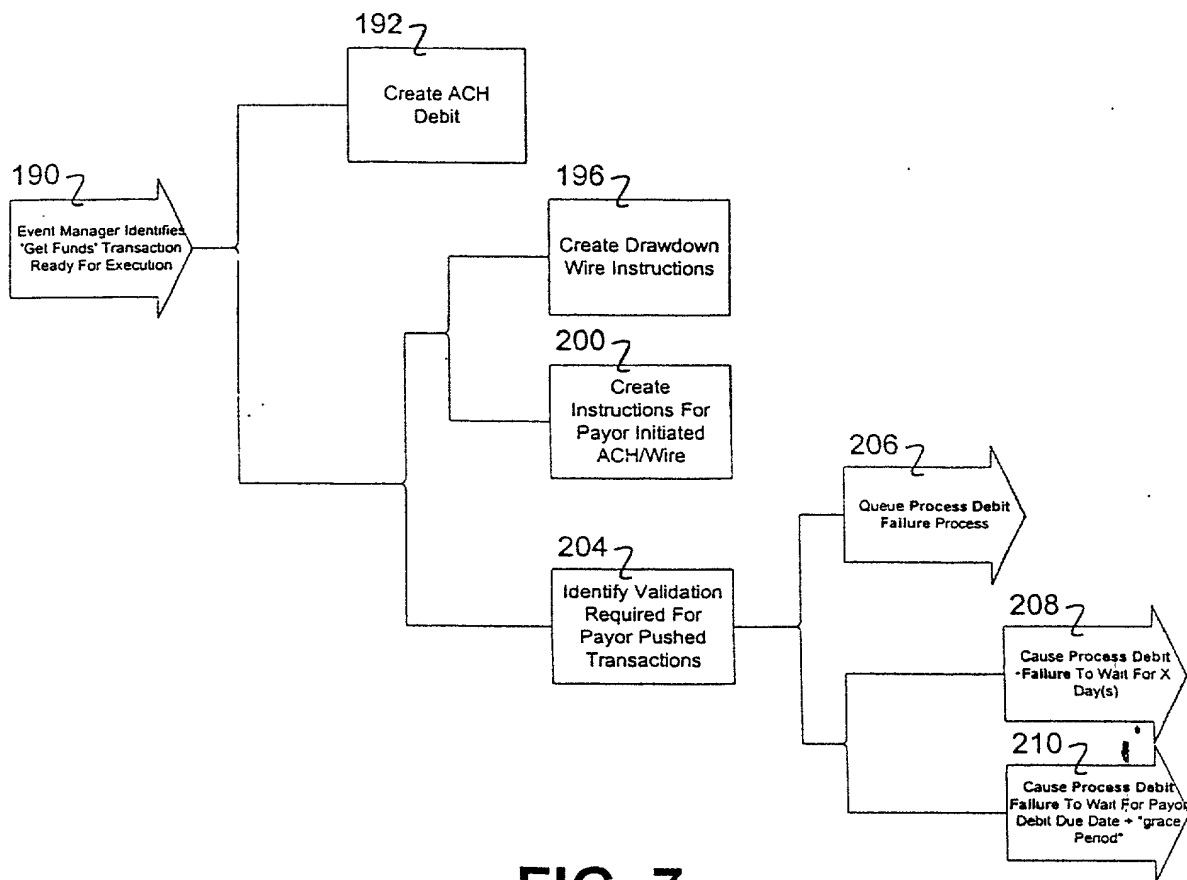 192
Create ACH
Debit
190
Event Manager Identifies
"Get Funds" Transaction
Ready For Execution
196
Create Drawdown
Wire Instructions
200
Create
Instructions For
Payor Initiated
ACH/Wire
204
Identify Validation
Required For
Payor Pushed
Transactions
206
Queue Process Debit
Failure Process
208
Cause Process Debit
Failure To Wait For X
Day(s)
210
Cause Process Debit
Failure To Wait For Payor
Debit Due Date + "grace
Period"
FIG. 7